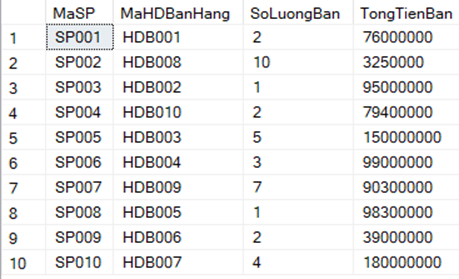 MaSP MaHDBanHang SoLuongBan TongTienBan
1 SP001 HDB001 2 76000000
2 SP002 HDB008 10 3250000
3 SP003 HDB002 1 95000000
4 SP004 HDB010 2 79400000
5 SP005 HDB003 5 150000000
6 SP006 HDB004 3 99000000
7 SP007 HDB009 7 90300000
8 SP008 HDB005 1 98300000
9 SP009 HDB006 2 39000000
10 SP010 HDB007 4 180000000